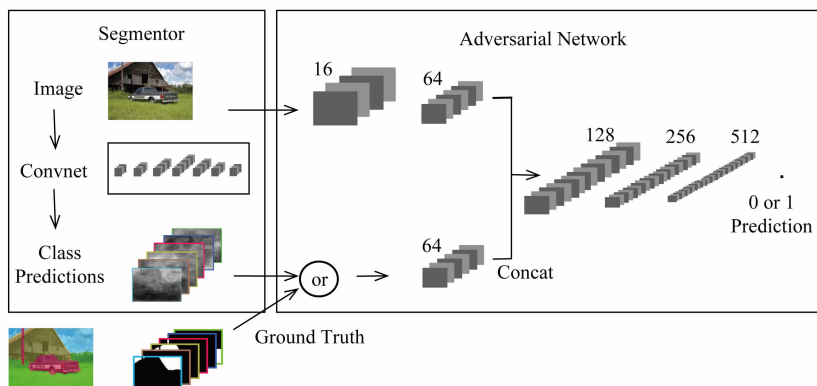 Segmentor
Adversarial Network
Image
Convnet
Class
Predictions
16
64
64
Concat
128
256
512
0 or 1
Prediction
or
Ground Truth